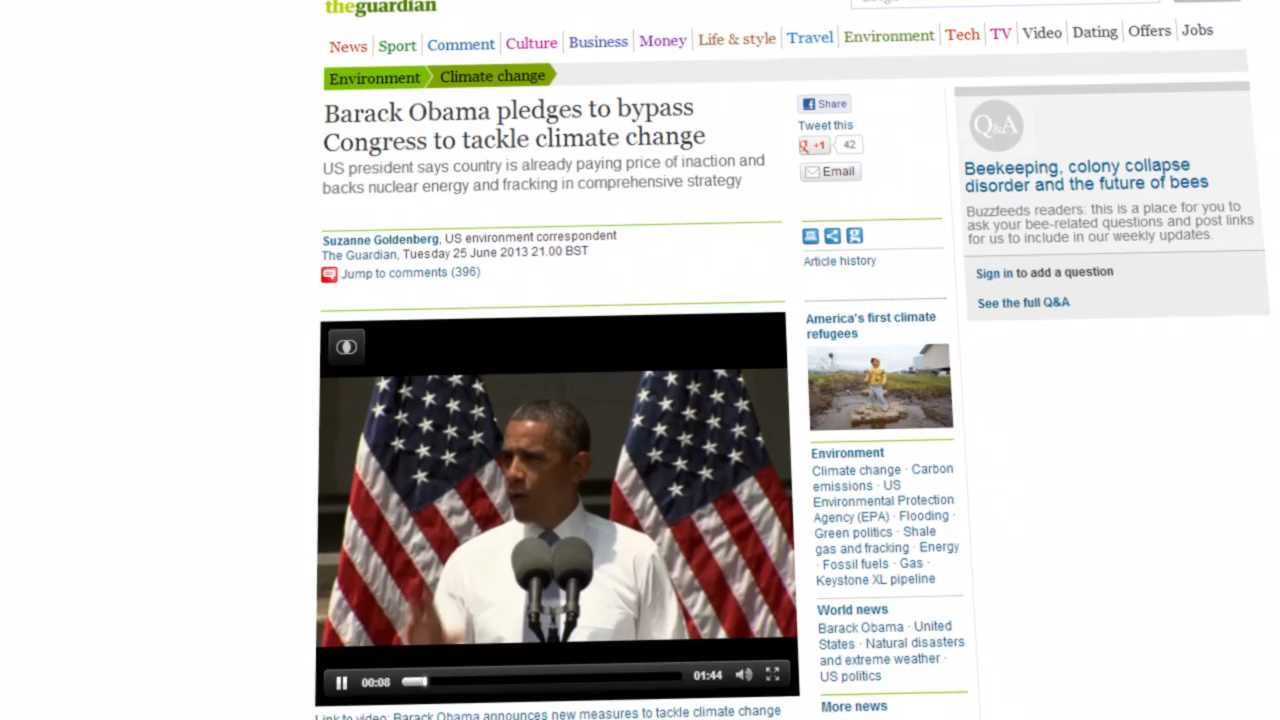 theguardian
News Sport Comment Culture Business Money Life & style Travel Environment Tech TV Video Dating Offers Jobs
Environment Climate change
Barack Obama pledges to bypass
Congress to tackle climate change
US president says country is already paying price of inaction and
backs nuclear energy and fracking in comprehensive strategy
Suzanne Goldenberg, US environment correspondent
The Guardian, Tuesday 25 June 2013 21.00 BST
Jump to comments (396)
00:08 01:44
Link to video: Barack Obama announces new measures to tackle climate change
Share
Tweet this
+1 42
Email
Article history
America's first climate
refugees
Environment
Climate change · Carbon
emissions · US
Environmental Protection
Agency (EPA) · Flooding ·
Green politics · Shale
gas and fracking · Energy
· Fossil fuels · Gas ·
Keystone XL pipeline
World news
Barack Obama · United
States · Natural disasters
and extreme weather ·
US politics
More news
Q&A
Beekeeping, colony collapse
disorder and the future of bees
Buzzfeeds readers: this is a place for you to
ask your bee-related questions and post links
for us to include in our weekly updates.
Sign in to add a question
See the full Q&A